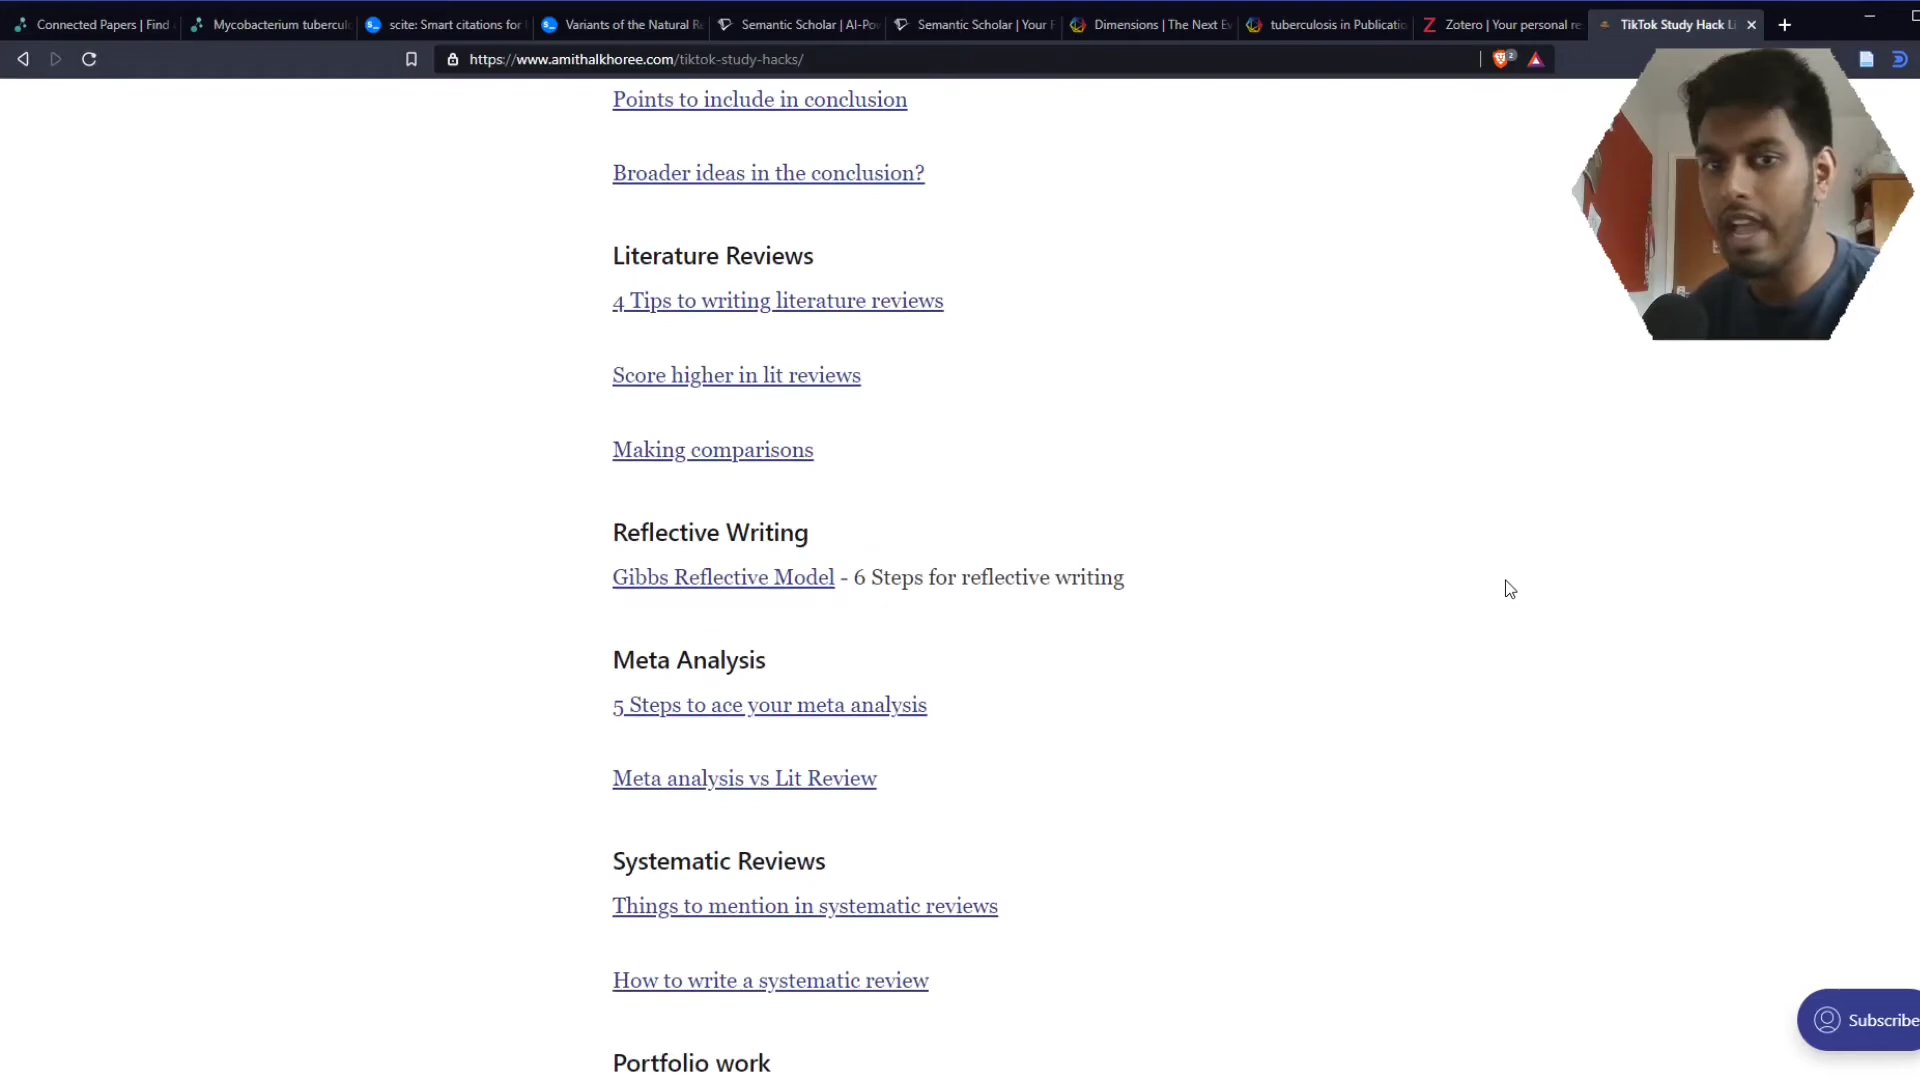 Connected Papers | Find
Mycobacterium tubercul
scite: Smart citations for
Variants of the Natural R
Semantic Scholar | AI-Po
Semantic Scholar | Your F
Dimensions | The Next E
tuberculosis in Publicatio
Zotero | Your personal re
TikTok Study Hack Li
https://www.amithalkhoree.com/tiktok-study-hacks/
2
Points to include in conclusion
Broader ideas in the conclusion?
Literature Reviews
4 Tips to writing literature reviews
Score higher in lit reviews
Making comparisons
Reflective Writing
Gibbs Reflective Model - 6 Steps for reflective writing
Meta Analysis
5 Steps to ace your meta analysis
Meta analysis vs Lit Review
Systematic Reviews
Things to mention in systematic reviews
How to write a systematic review
Subscribe
Portfolio work